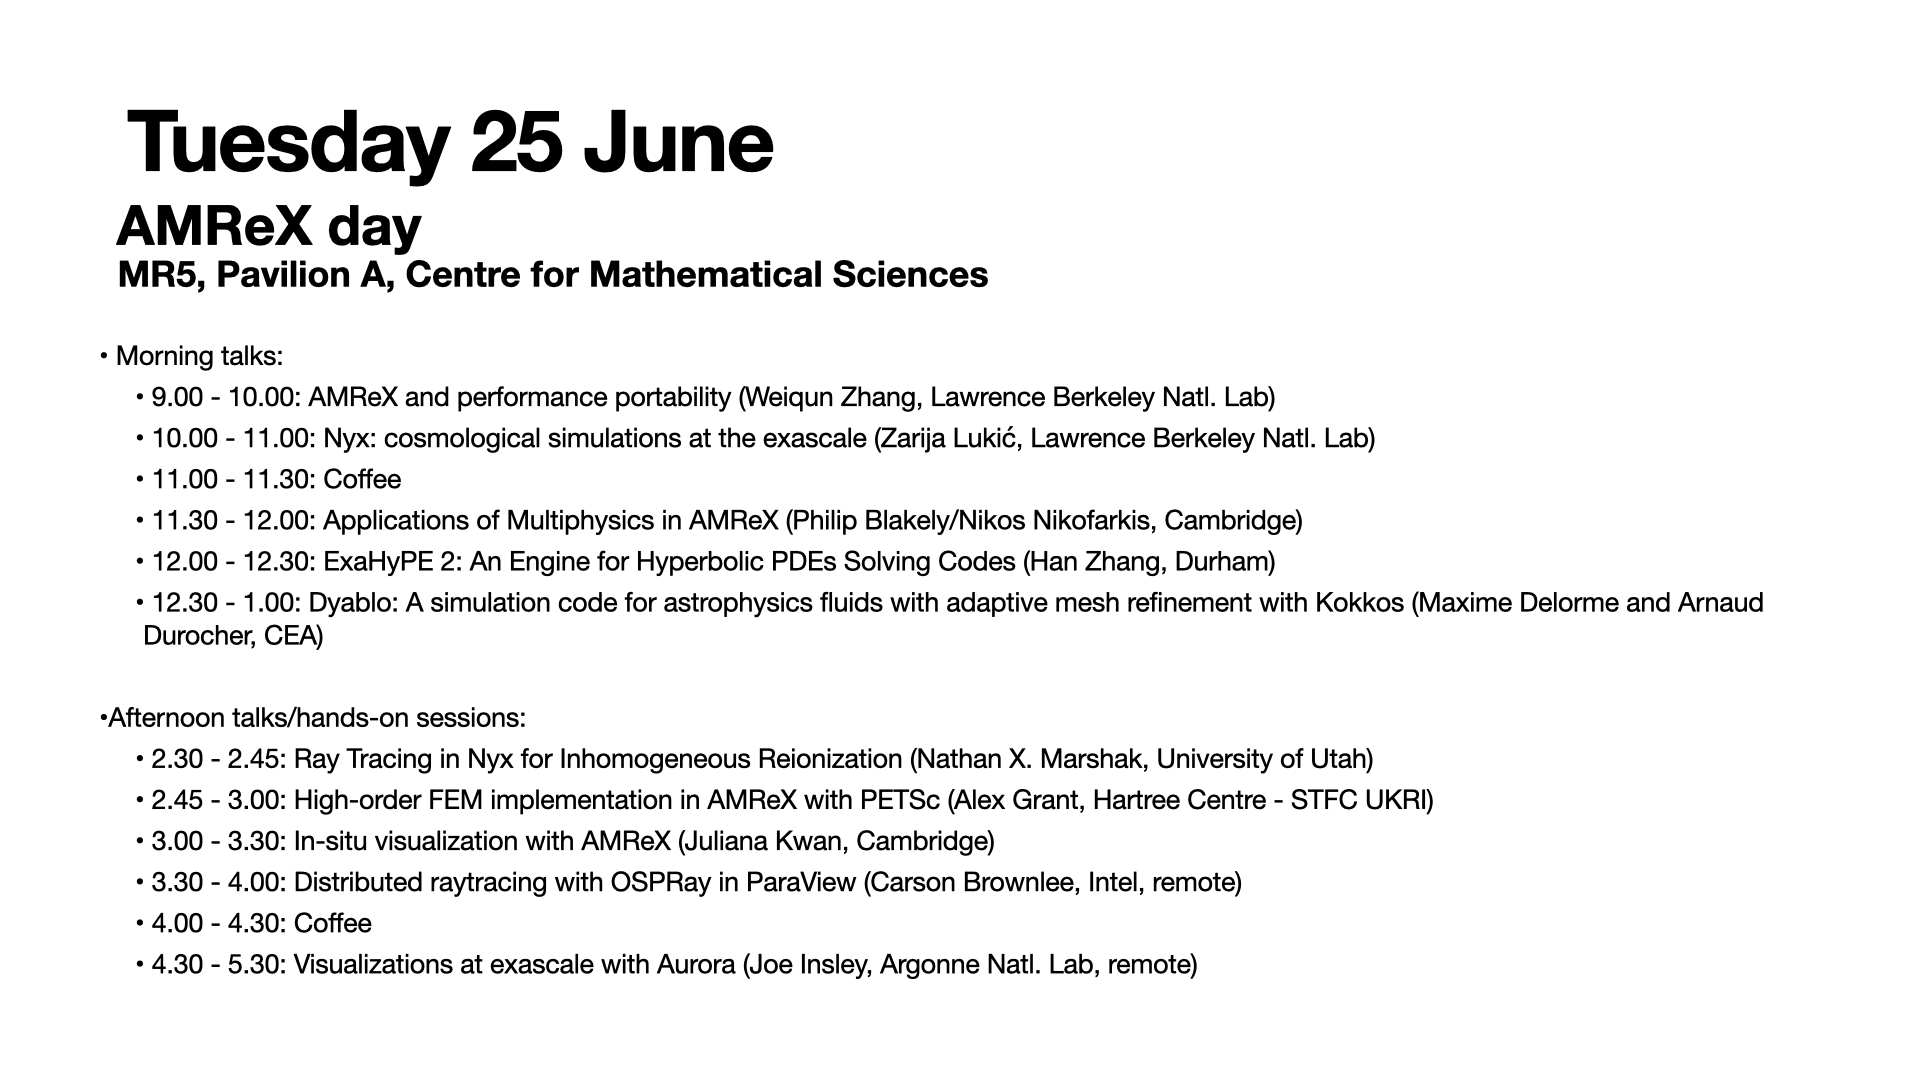 Tuesday 25 June
AMReX day
MR5, Pavilion A, Centre for Mathematical Sciences
• Morning talks:
• 9.00 - 10.00: AMReX and performance portability (Weiqun Zhang, Lawrence Berkeley Natl. Lab)
• 10.00 - 11.00: Nyx: cosmological simulations at the exascale (Zarija Lukić, Lawrence Berkeley Natl. Lab)
• 11.00 - 11.30: Coffee
• 11.30 - 12.00: Applications of Multiphysics in AMReX (Philip Blakely/Nikos Nikofarkis, Cambridge)
• 12.00 - 12.30: ExaHyPE 2: An Engine for Hyperbolic PDEs Solving Codes (Han Zhang, Durham)
• 12.30 - 1.00: Dyablo: A simulation code for astrophysics fluids with adaptive mesh refinement with Kokkos (Maxime Delorme and Arnaud
Durocher, CEA)
•Afternoon talks/hands-on sessions:
• 2.30 - 2.45: Ray Tracing in Nyx for Inhomogeneous Reionization (Nathan X. Marshak, University of Utah)
• 2.45 - 3.00: High-order FEM implementation in AMReX with PETSc (Alex Grant, Hartree Centre - STFC UKRI)
• 3.00 - 3.30: In-situ visualization with AMReX (Juliana Kwan, Cambridge)
• 3.30 - 4.00: Distributed raytracing with OSPRay in ParaView (Carson Brownlee, Intel, remote)
• 4.00 - 4.30: Coffee
• 4.30 - 5.30: Visualizations at exascale with Aurora (Joe Insley, Argonne Natl. Lab, remote)